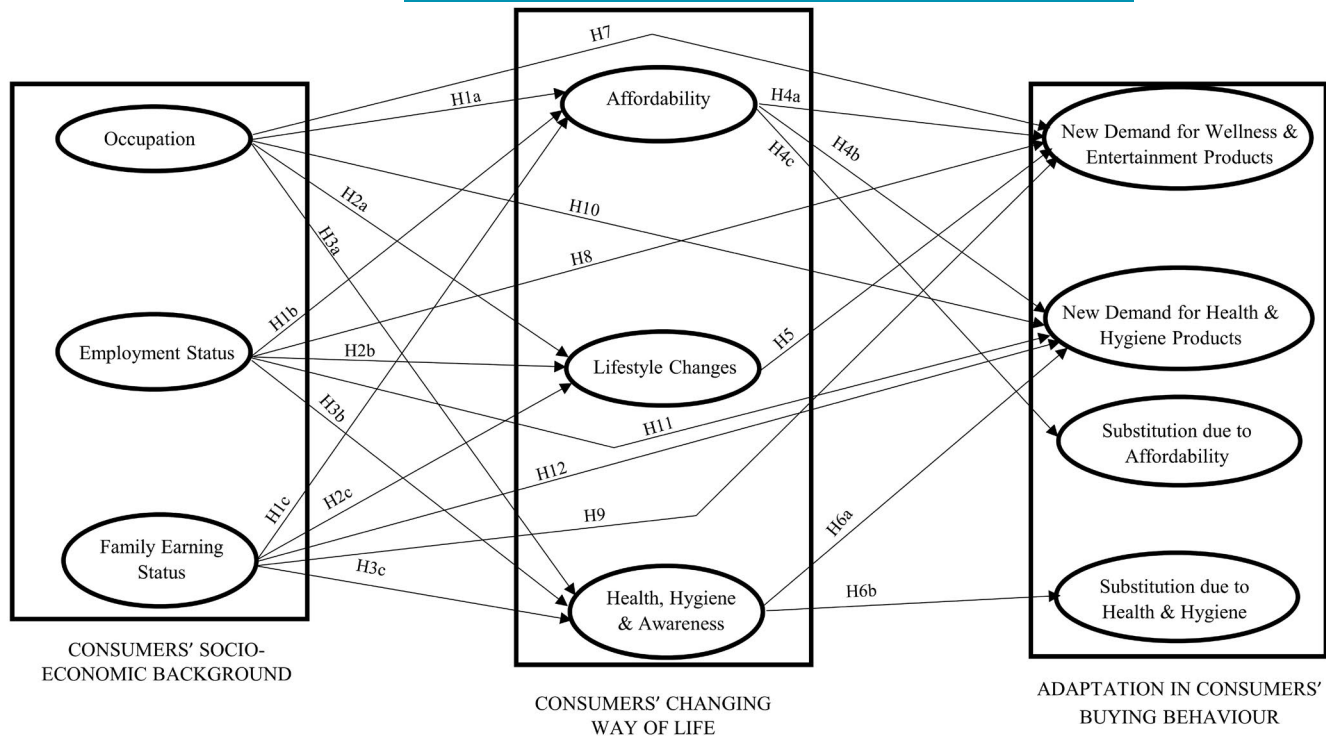 Occupation
Employment Status
Family Earning
Status
CONSUMERS’ SOCIO-
ECONOMIC BACKGROUND
H7
H1a
H2a
H3a
H10
H8
H1b
H2b
H3b
H11
H12
H1c
H2c
H9
H3c
Affordability
Lifestyle Changes
Health, Hygiene
& Awareness
CONSUMERS’ CHANGING
WAY OF LIFE
H4a
H4b
H4c
H5
H6a
H6b
New Demand for Wellness &
Entertainment Products
New Demand for Health &
Hygiene Products
Substitution due to
Affordability
Substitution due to
Health & Hygiene
ADAPTATION IN CONSUMERS’
BUYING BEHAVIOUR